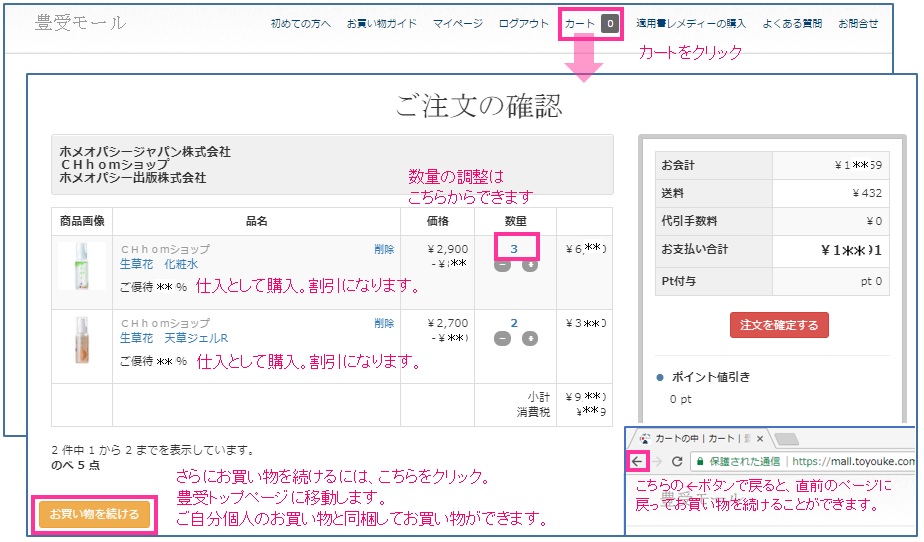 豊受モール
初めての方へ お買い物ガイド マイページ ログアウト カート 0 適用書レメディーの購入 よくある質問 お問合せ
カートをクリック
ご注文の確認
ホメオパシージャパン株式会社
ＣＨｈｏｍショップ
ホメオパシー出版株式会社
数量の調整は
こちらからできます
商品画像 品名 価格 数量
ＣＨｈｏｍショップ 削除 ￥2,900 3 ￥6,**)
生草花　化粧水 -￥**
ご優待 ** % 仕入として購入。割引になります。
ＣＨｈｏｍショップ 削除 ￥2,700 2 ￥3**0
生草花　天草ジェルR -￥**)
ご優待 ** % 仕入として購入。割引になります。
小計 ￥9**)
消費税 ¥**9
2 件中 1 から 2 までを表示しています。
のべ 5 点
お買い物を続ける
さらにお買い物を続けるには、こちらをクリック。
豊受トップページに移動します。
ご自分個人のお買い物と同梱してお買い物ができます。
お会計 ￥1**59
送料 ￥432
代引手数料 ￥0
お支払い合計 ￥1**)1
Pt付与 pt 0
注文を確定する
ポイント値引き
0 pt
カートの中 | カート |
保護された通信 | https://mall.toyouke.com
こちらの←ボタンで戻ると、直前のページに
戻ってお買い物を続けることができます。
豊受モール